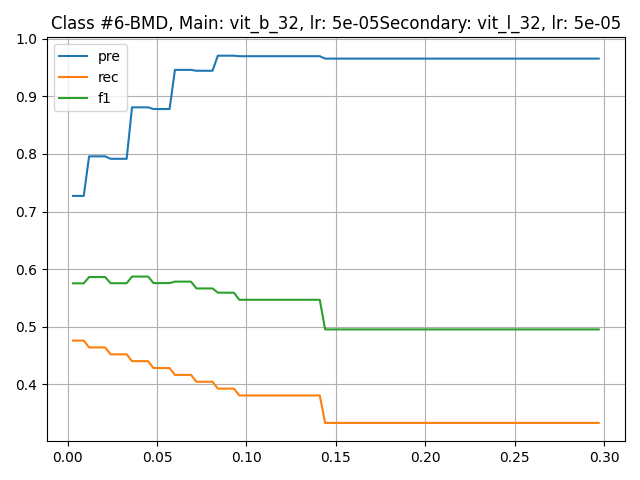 Class #6-BMD, Main: vit_b_32, lr: 5e-05Secondary: vit_l_32, lr: 5e-05
1.0
0.9
0.8
0.7
0.6
0.5
0.4
pre
rec
f1
0.00 0.05 0.10 0.15 0.20 0.25 0.30